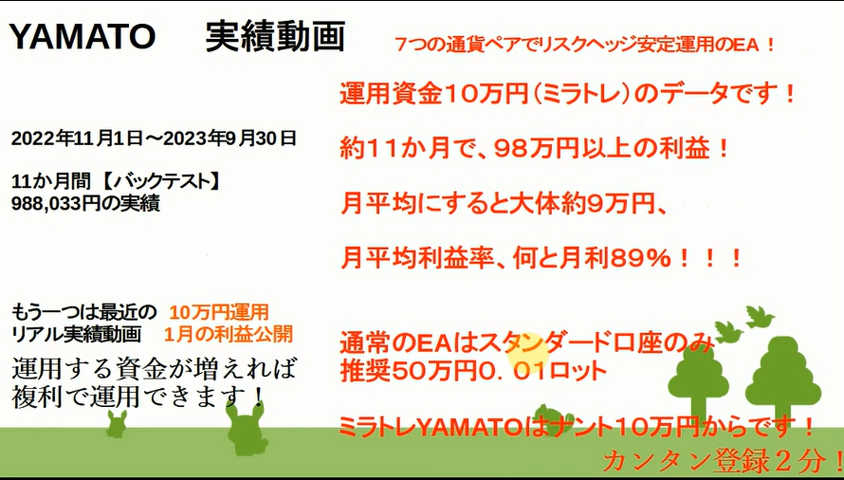 YAMATO 実績動画
７つの通貨ペアでリスクヘッジ安定運用のEA！
運用資金１０万円（ミラトレ）のデータです！
2022年11月1日～2023年9月30日
約１１か月で、９８万円以上の利益！
11か月間 【バックテスト】
988,033円の実績
月平均にすると大体約９万円、
月平均利益率、何と月利８９％！！！
もう一つは最近の 10万円運用
リアル実績動画 1月の利益公開
運用する資金が増えれば
複利で運用できます！
通常のEAはスタンダード口座のみ
推奨５０万円０．０１ロット
ミラトレYAMATOはナント１０万円からです！
カンタン登録２分！